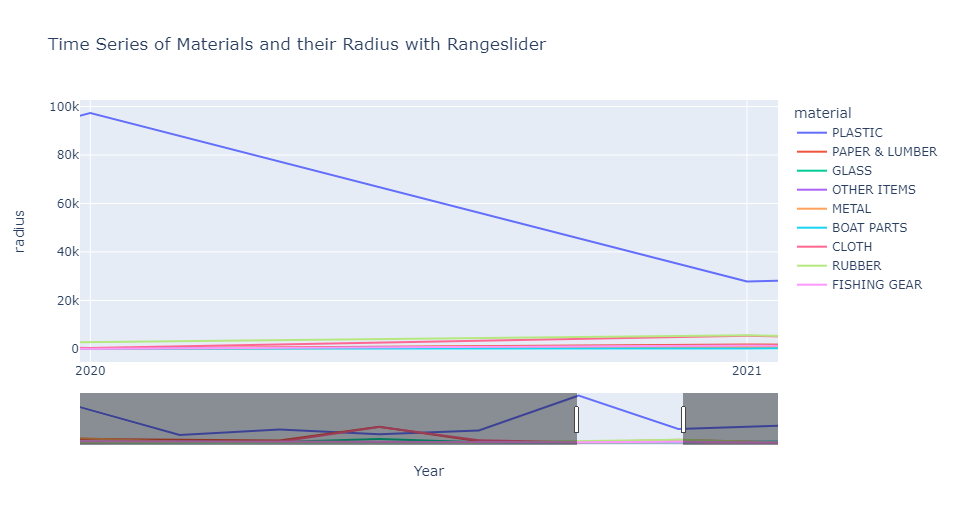 Time Series of Materials and their Radius with Rangeslider
100k
80k
60k
40k
20k
0
radius
2020
2021
Year
material
PLASTIC
PAPER & LUMBER
GLASS
OTHER ITEMS
METAL
BOAT PARTS
CLOTH
RUBBER
FISHING GEAR